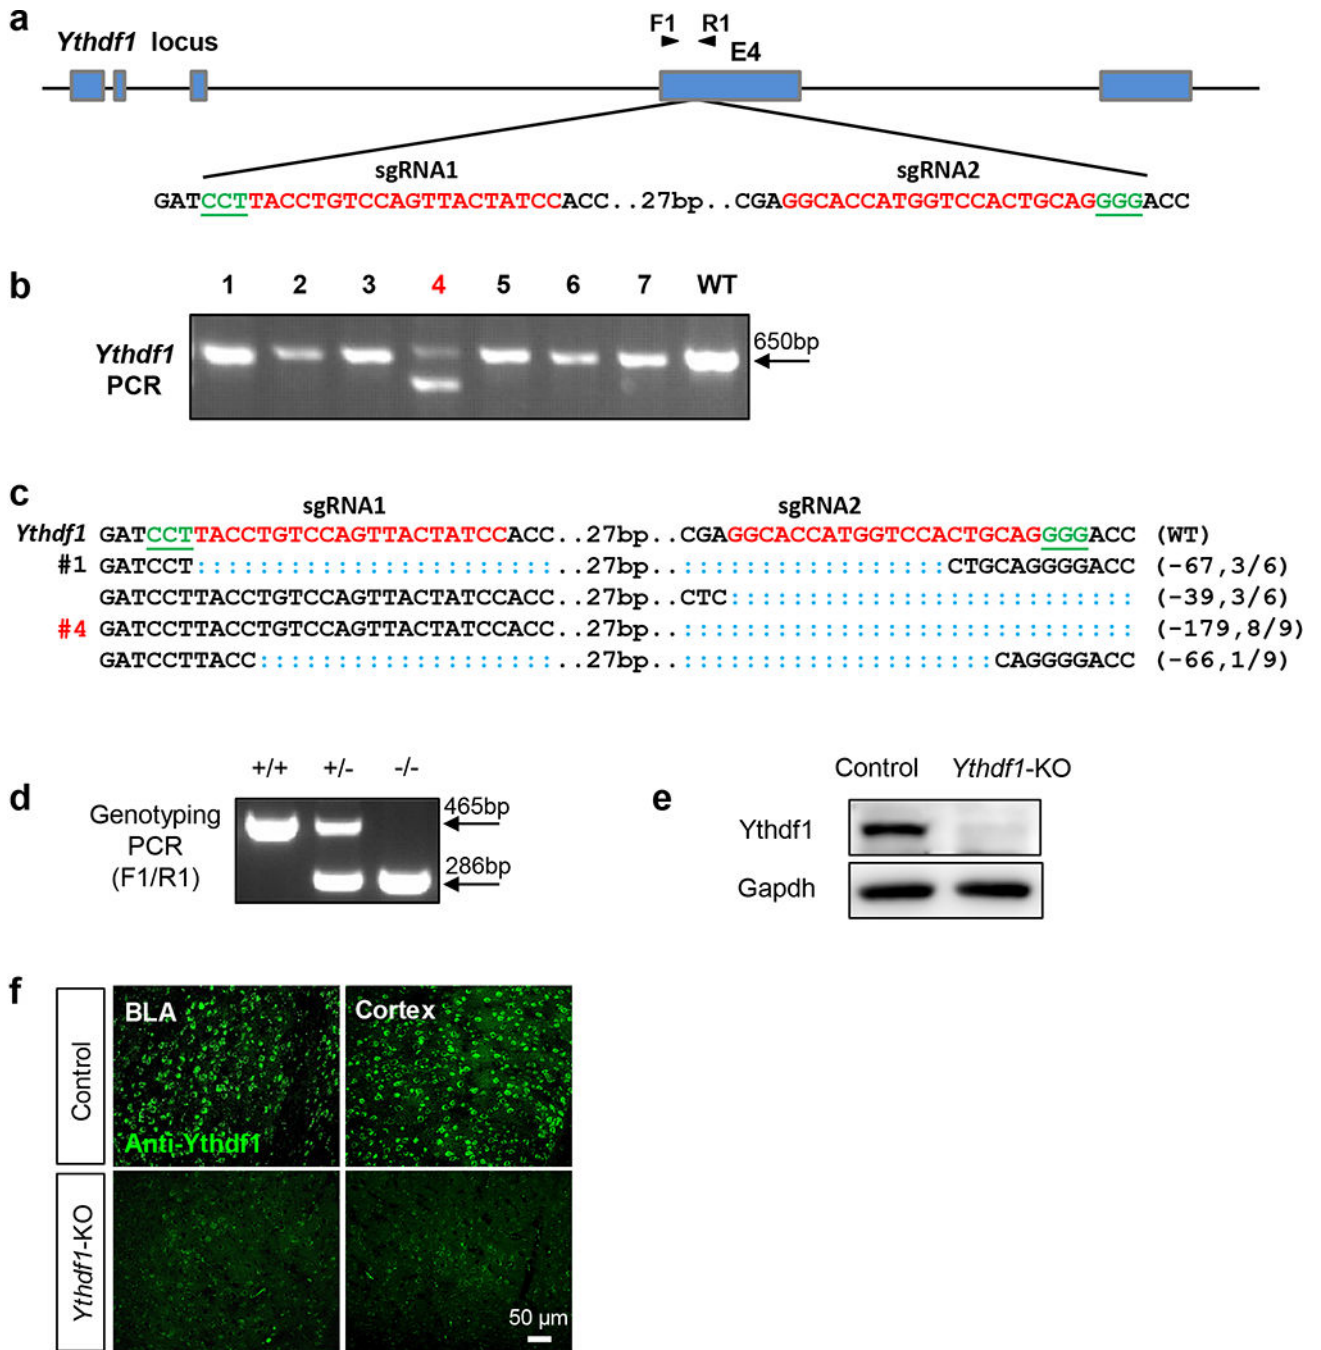 a
Ythdf1 locus
F1 R1
E4
sgRNA1 sgRNA2
GATCCTTACCTGTCCAGTTACTATCCACC..27bp..CGAGGCACCATGGTCCACTGCAGGGGACC
b
1 2 3 4 5 6 7 WT
Ythdf1
PCR
650bp
c
sgRNA1 sgRNA2
Ythdf1 GATCCTTACCTGTCCAGTTACTATCCACC..27bp..CGAGGCACCATGGTCCACTGCAGGGGACC (WT)
#1 GATCCT:::::::::::::::::::::::..27bp..:::::::::::::::::CTGCAGGGGACC (-67,3/6)
GATCCTTACCTGTCCAGTTACTATCCACC..27bp..CTC:::::::::::::::::::::::::: (-39,3/6)
#4 GATCCTTACCTGTCCAGTTACTATCCACC..27bp..::::::::::::::::::::::::::::: (-179,8/9)
GATCCTTACC:::::::::::::::::::..27bp..::::::::::::::::::::CAGGGGACC (-66,1/9)
+/+ +/- -/-
d
Genotyping
PCR
(F1/R1)
465bp
286bp
e
Control Ythdf1-KO
Ythdf1
Gapdh
f
Control
BLA
Cortex
Anti-Ythdf1
Ythdf1-KO
50 µm